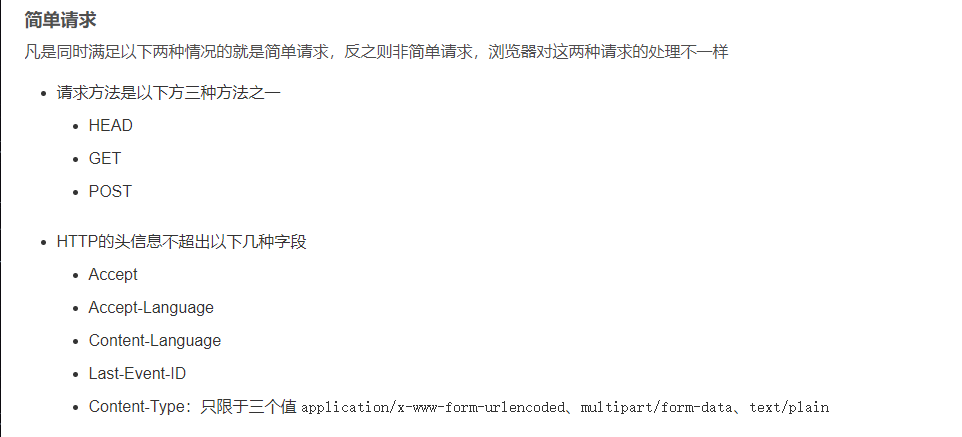 简单请求
凡是同时满足以下两种情况的就是简单请求，反之则非简单请求，浏览器对这两种请求的处理不一样
请求方法是以下方三种方法之一
HEAD
GET
POST
HTTP的头信息不超出以下几种字段
Accept
Accept-Language
Content-Language
Last-Event-ID
Content-Type：只限于三个值 application/x-www-form-urlencoded、multipart/form-data、text/plain